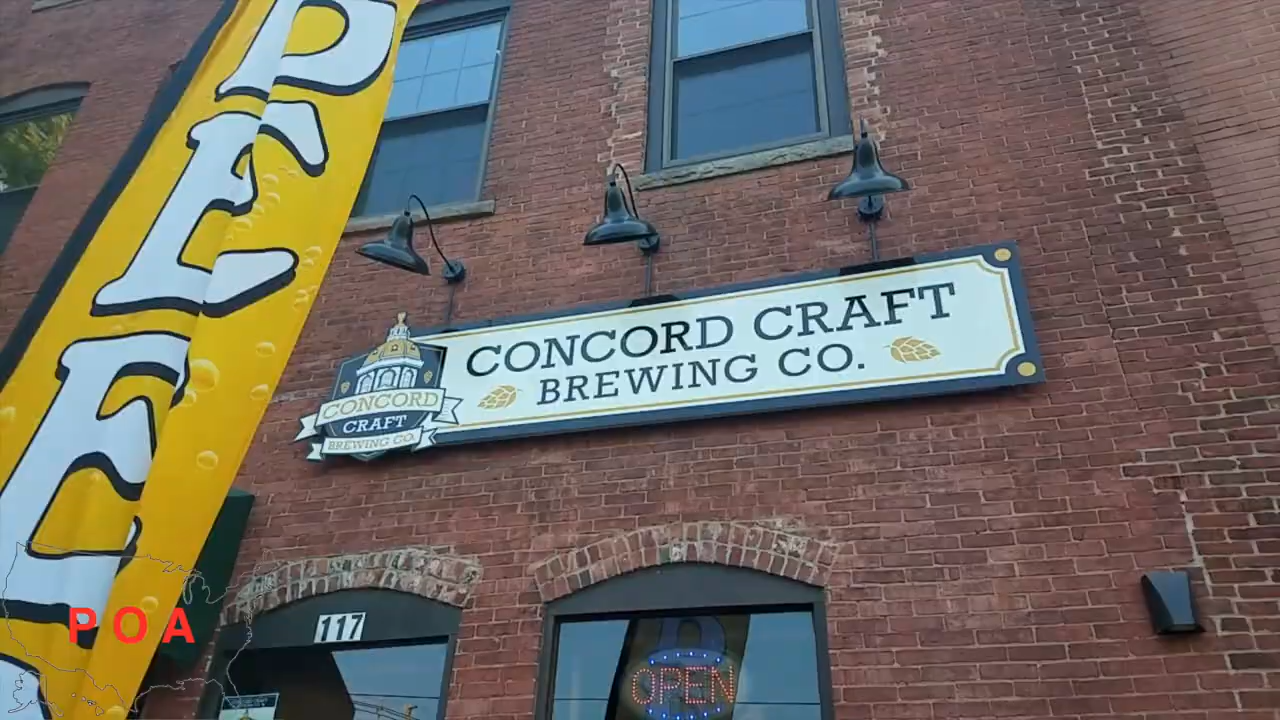 CONCORD CRAFT
BREWING CO.
CONCORD
CRAFT
BREWING CO.
117
OPEN
POA